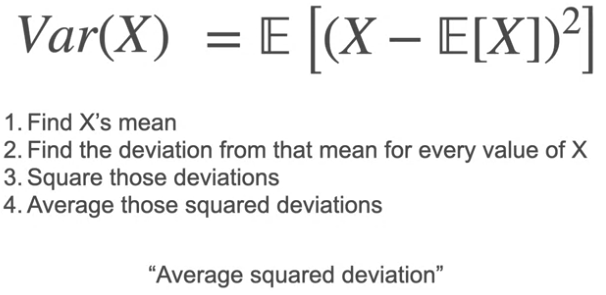 Var(X) = 𝔼 [(X − 𝔼[X])²]
1. Find X's mean
2. Find the deviation from that mean for every value of X
3. Square those deviations
4. Average those squared deviations
“Average squared deviation”